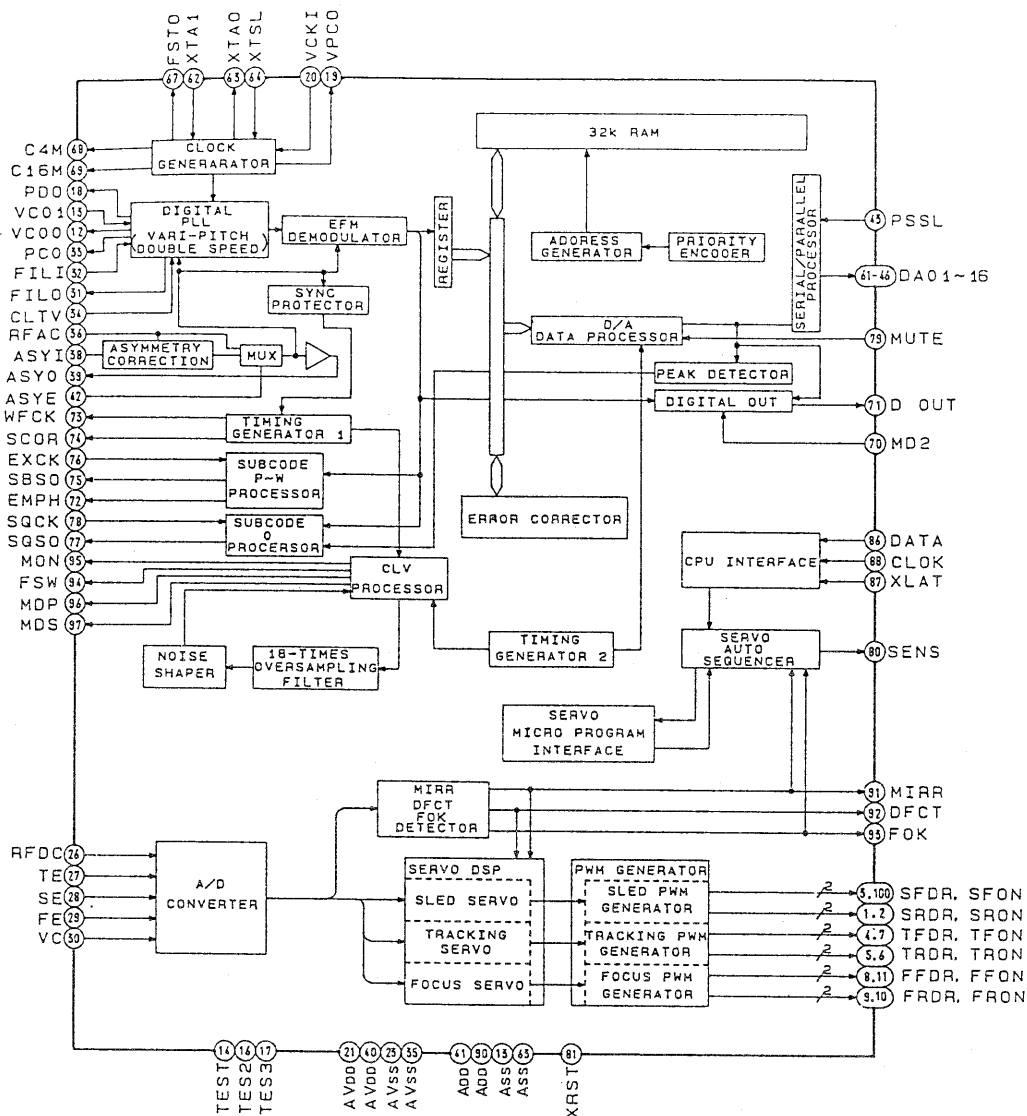 FSTO
XTA1
XTAO
XTSL
VCKI
VPCO
67 62 63 64 20 19
C4M 68
C16M 69
PDO 18
VCO1 13
VCOO 12
PCO 33
FILI 32
FILO 31
CLTV 34
RFAC 36
ASYI 38
ASYO 39
ASYE 42
WFCK 73
SCOR 74
EXCK 76
SBSO 75
EMPH 72
SQCK 78
SQSO 77
MON 95
FSW 94
MDP 96
MDS 97
CLOCK
GENERARATOR
DIGITAL
PLL
(VARI-PITCH
DOUBLE SPEED)
EFM
DEMODULATOR
REGISTER
SYNC
PROTECTOR
ASYMMETRY
CORRECTION
MUX
TIMING
GENERATOR 1
SUBCODE
P~W
PROCESSOR
SUBCODE
Q
PROCERSOR
CLV
PROCESSOR
NOISE
SHAPER
18-TIMES
OVERSAMPLING
FILTER
TIMING
GENERATOR 2
32k RAM
ADDRESS
GENERATOR
PRIORITY
ENCODER
SERIAL/PARALLEL
PROCESSOR
D/A
DATA PROCESSOR
PEAK DETECTOR
DIGITAL OUT
ERROR CORRECTOR
CPU INTERFACE
SERVO
AUTO
SEQUENCER
SERVO
MICRO PROGRAM
INTERFACE
45 PSSL
61-46 DA01~16
79 MUTE
71 D OUT
70 MD2
86 DATA
88 CLOK
87 XLAT
80 SENS
91 MIRR
92 DFCT
93 FOK
MIRR
DFCT
FOK
DETECTOR
RFDC 26
TE 27
SE 28
FE 29
VC 30
A/D
CONVERTER
SERVO DSP
SLED SERVO
TRACKING
SERVO
FOCUS SERVO
PWM GENERATOR
SLED PWM
GENERATOR
TRACKING PWM
GENERATOR
FOCUS PWM
GENERATOR
2 3.100 SFDR, SFON
2 1.2 SRDR, SRON
2 4.7 TFDR, TFON
2 5.6 TRDR, TRON
2 8.11 FFDR, FFON
2 9.10 FRDR, FRON
14 16 17 21 40 23 35 41 90 13 63 81
TEST
TES2
TES3
AVDD
AVDD
AVSS
AVSS
ADD
ADD
ASS
ASS
XRST